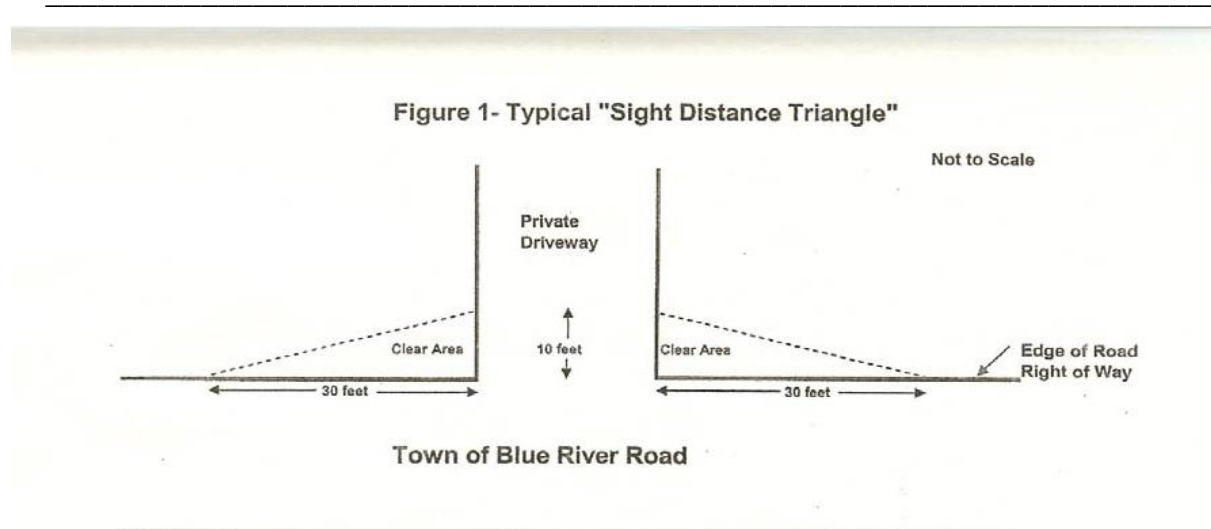 Figure 1- Typical "Sight Distance Triangle"
Not to Scale
Private
Driveway
Clear Area
10 feet
Clear Area
Edge of Road
Right of Way
30 feet
30 feet
Town of Blue River Road